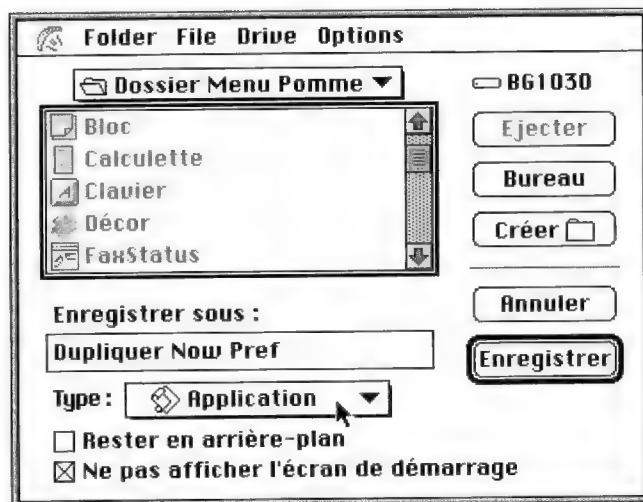 Folder File Drive Options
Dossier Menu Pomme
BG1030
Bloc
Calculette
Clavier
Décor
FaxStatus
Ejecter
Bureau
Créer
Enregistrer sous :
Dupliquer Now Pref
Annuler
Enregistrer
Type : Application
Rester en arrière-plan
Ne pas afficher l'écran de démarrage